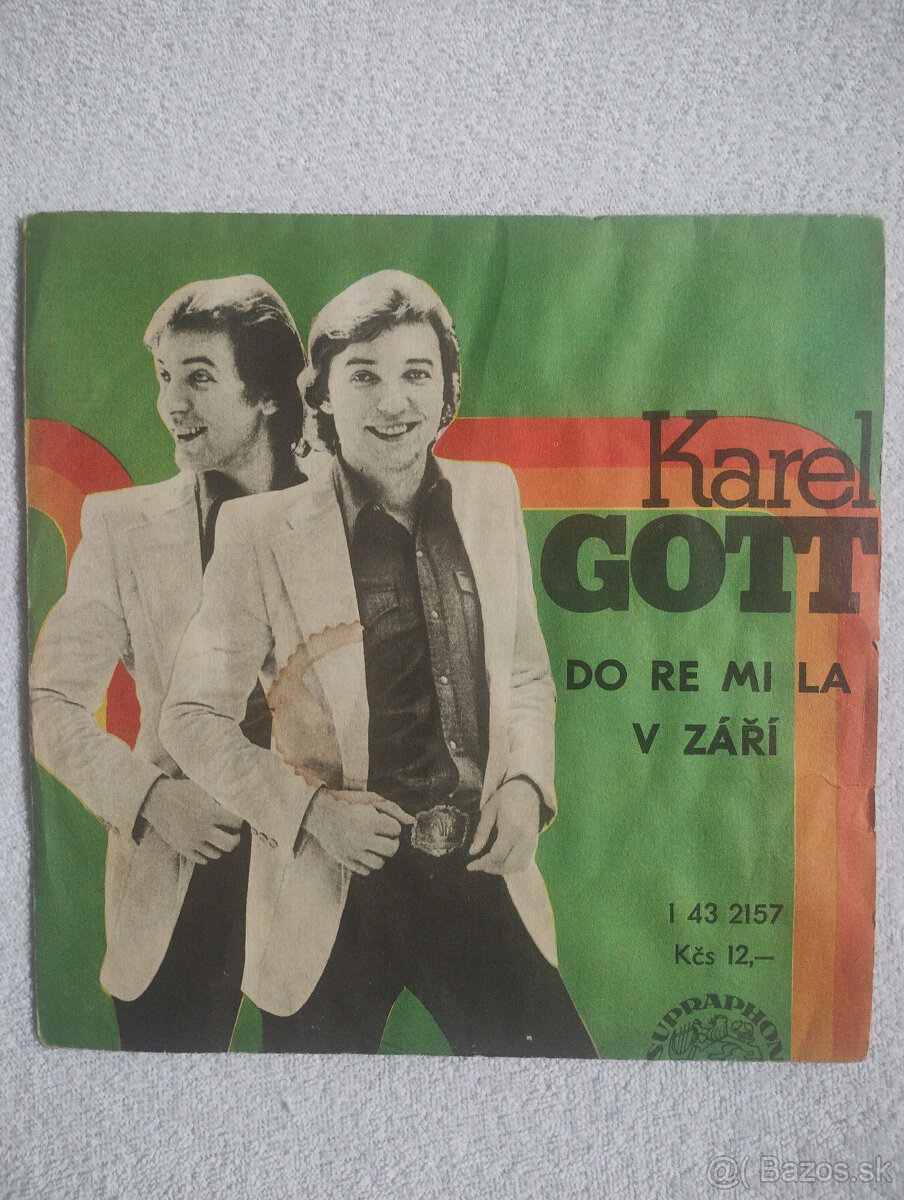 Karel
GOTT
DO RE MI LA
V ZÁŘÍ
1 43 2157
Kčs 12,—
SUPRAPHON
@( Bazos.sk